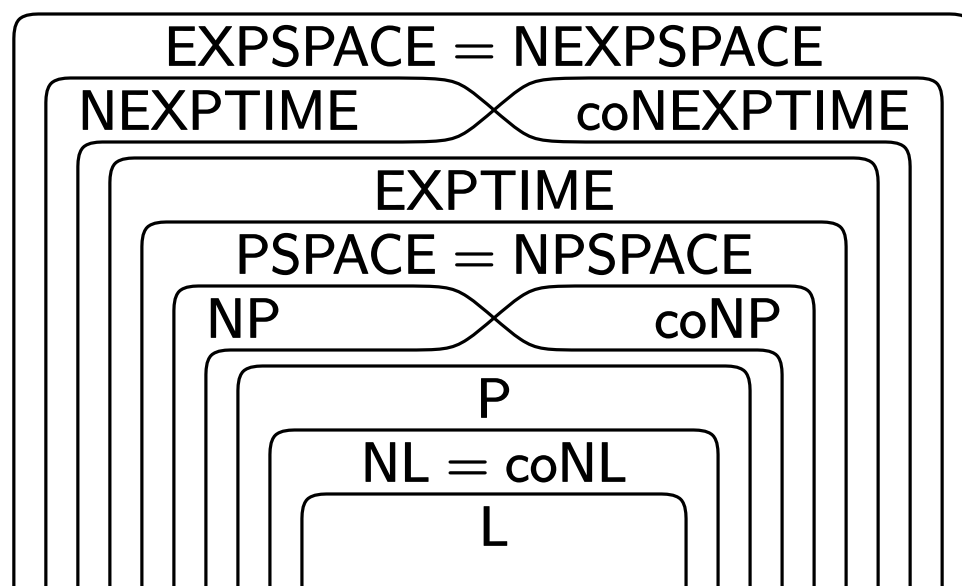 EXPSPACE = NEXPSPACE
NEXPTIME coNEXPTIME
EXPTIME
PSPACE = NPSPACE
NP coNP
P
NL = coNL
L